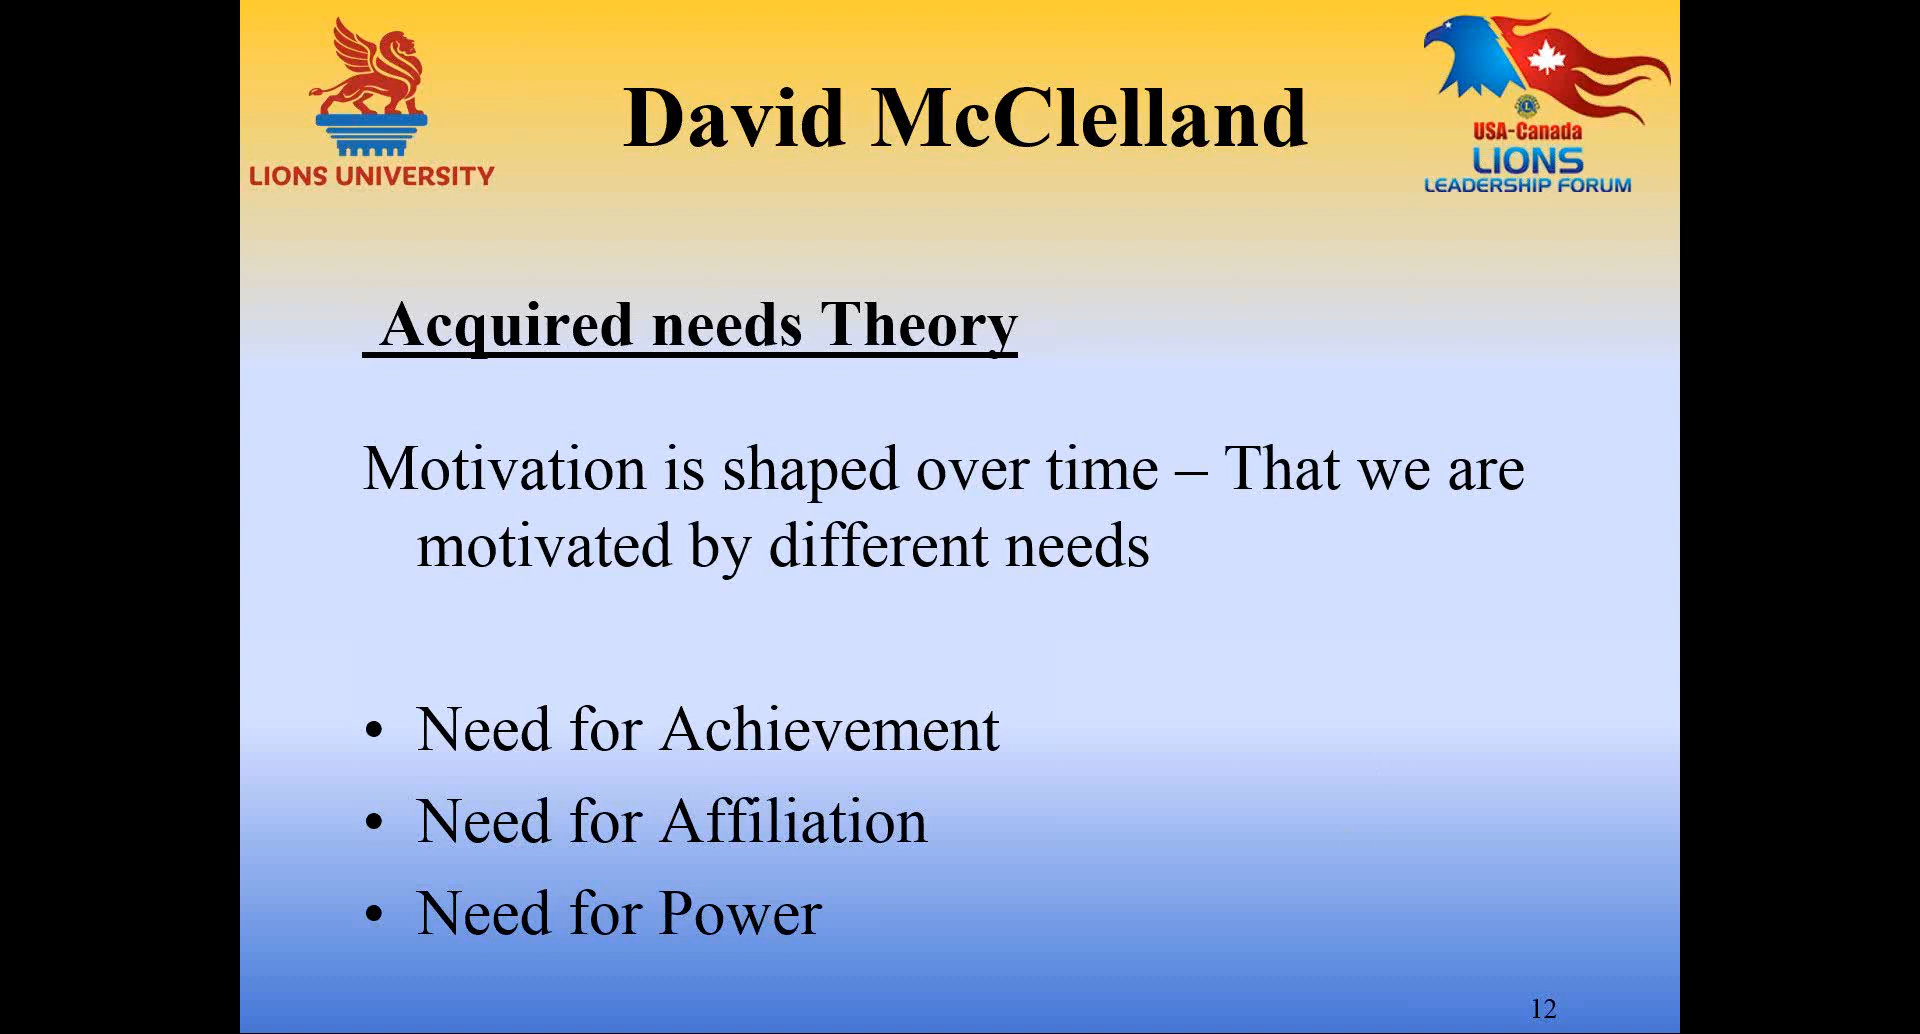 David McClelland
LIONS UNIVERSITY
USA-Canada
LIONS
LEADERSHIP FORUM
Acquired needs Theory
Motivation is shaped over time – That we are
motivated by different needs
• Need for Achievement
• Need for Affiliation
• Need for Power
12